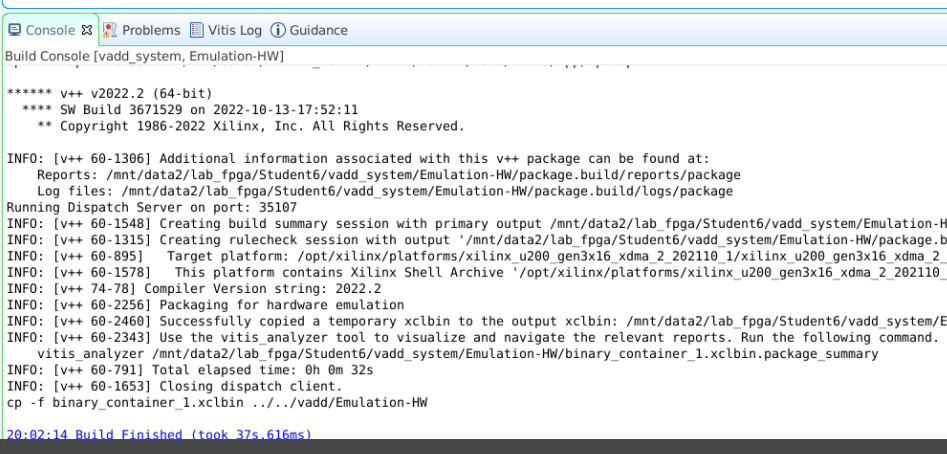 Console Problems Vitis Log Guidance
Build Console [vadd_system, Emulation-HW]
****** v++ v2022.2 (64-bit)
**** SW Build 3671529 on 2022-10-13-17:52:11
** Copyright 1986-2022 Xilinx, Inc. All Rights Reserved.
INFO: [v++ 60-1306] Additional information associated with this v++ package can be found at:
Reports: /mnt/data2/lab_fpga/Student6/vadd_system/Emulation-HW/package.build/reports/package
Log files: /mnt/data2/lab_fpga/Student6/vadd_system/Emulation-HW/package.build/logs/package
Running Dispatch Server on port: 35107
INFO: [v++ 60-1548] Creating build summary session with primary output /mnt/data2/lab_fpga/Student6/vadd_system/Emulation-H
INFO: [v++ 60-1315] Creating rulecheck session with output '/mnt/data2/lab_fpga/Student6/vadd_system/Emulation-HW/package.b
INFO: [v++ 60-895] Target platform: /opt/xilinx/platforms/xilinx_u200_gen3x16_xdma_2_202110_1/xilinx_u200_gen3x16_xdma_2_
INFO: [v++ 60-1578] This platform contains Xilinx Shell Archive '/opt/xilinx/platforms/xilinx_u200_gen3x16_xdma_2_202110_
INFO: [v++ 74-78] Compiler Version string: 2022.2
INFO: [v++ 60-2256] Packaging for hardware emulation
INFO: [v++ 60-2460] Successfully copied a temporary xclbin to the output xclbin: /mnt/data2/lab_fpga/Student6/vadd_system/E
INFO: [v++ 60-2343] Use the vitis_analyzer tool to visualize and navigate the relevant reports. Run the following command.
vitis_analyzer /mnt/data2/lab_fpga/Student6/vadd_system/Emulation-HW/binary_container_1.xclbin.package_summary
INFO: [v++ 60-791] Total elapsed time: 0h 0m 32s
INFO: [v++ 60-1653] Closing dispatch client.
cp -f binary_container_1.xclbin ../../vadd/Emulation-HW
20:02:14 Build Finished (took 37s.616ms)